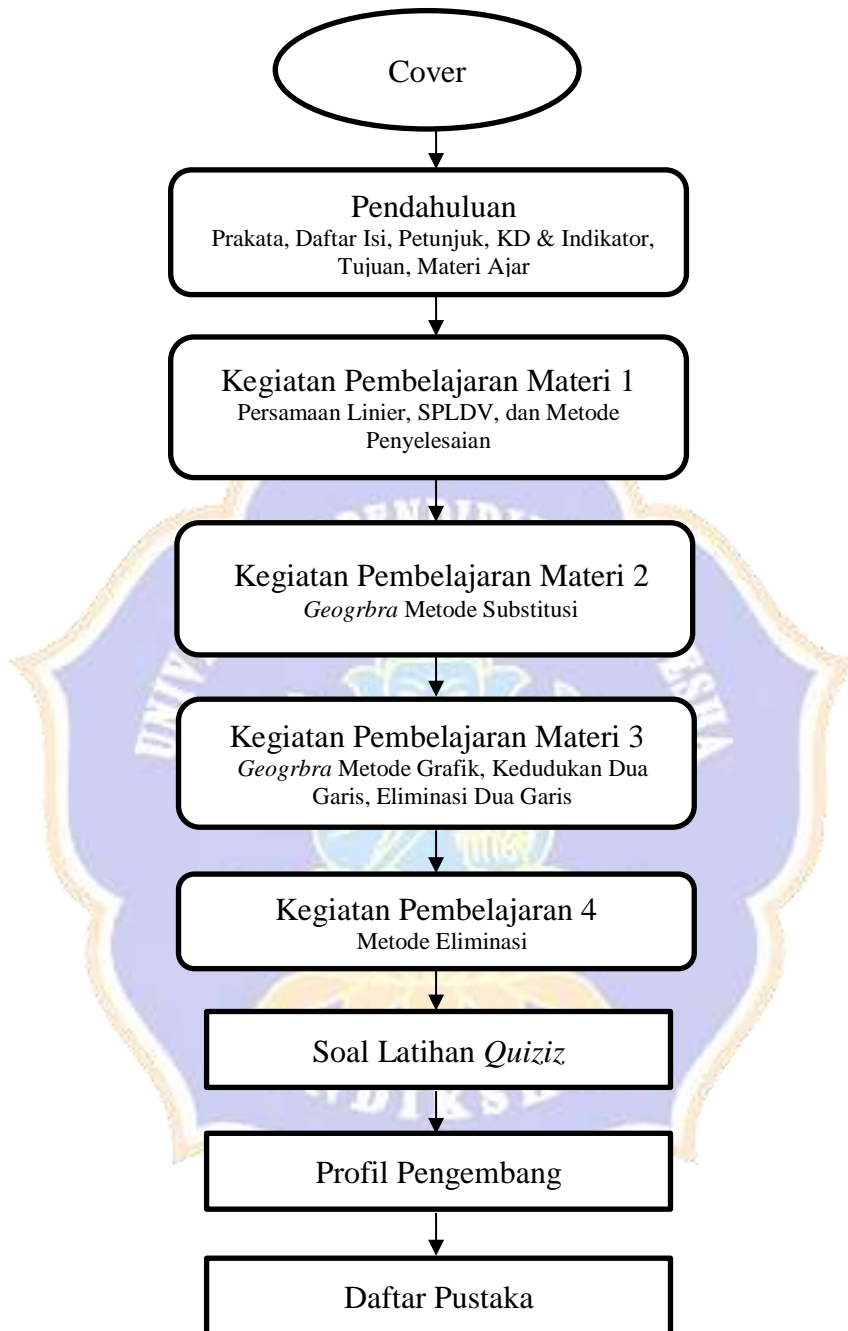 Cover
Pendahuluan
Prakata, Daftar Isi, Petunjuk, KD & Indikator,
Tujuan, Materi Ajar
Kegiatan Pembelajaran Materi 1
Persamaan Linier, SPLDV, dan Metode
Penyelesaian
Kegiatan Pembelajaran Materi 2
Geogrbra Metode Substitusi
Kegiatan Pembelajaran Materi 3
Geogrbra Metode Grafik, Kedudukan Dua
Garis, Eliminasi Dua Garis
Kegiatan Pembelajaran 4
Metode Eliminasi
Soal Latihan Quiziz
Profil Pengembang
Daftar Pustaka